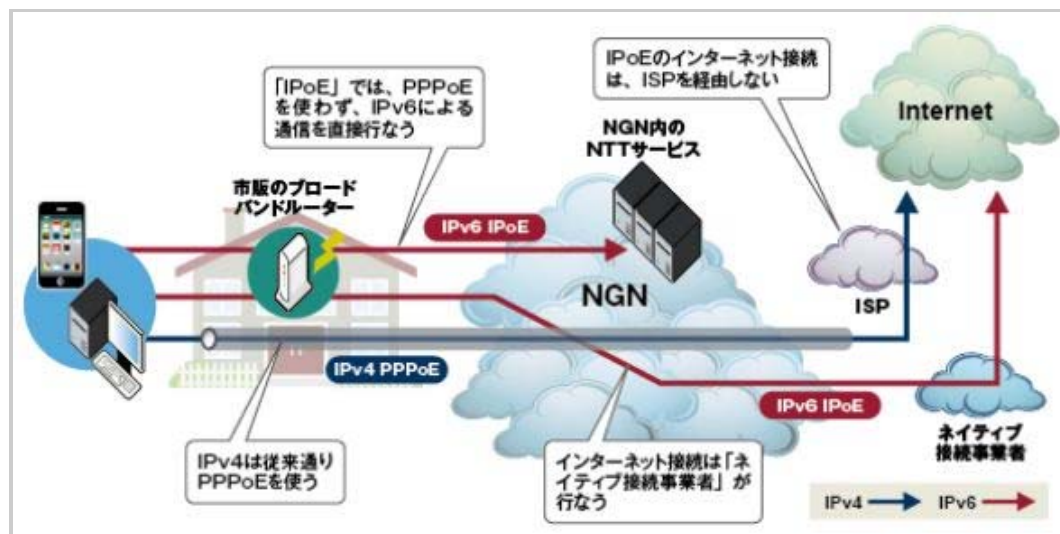 「IPoE」では、PPPoE
を使わず、IPv6による
通信を直接行なう
IPoEのインターネット接続
は、ISPを経由しない
Internet
NGN内の
NTTサービス
市販のブロード
バンドルーター
IPv6 IPoE
NGN
ISP
IPv4 PPPoE
IPv6 IPoE
ネイティブ
接続事業者
IPv4は従来通り
PPPoEを使う
インターネット接続は「ネ
イティブ接続事業者」が
行なう
IPv4 IPv6